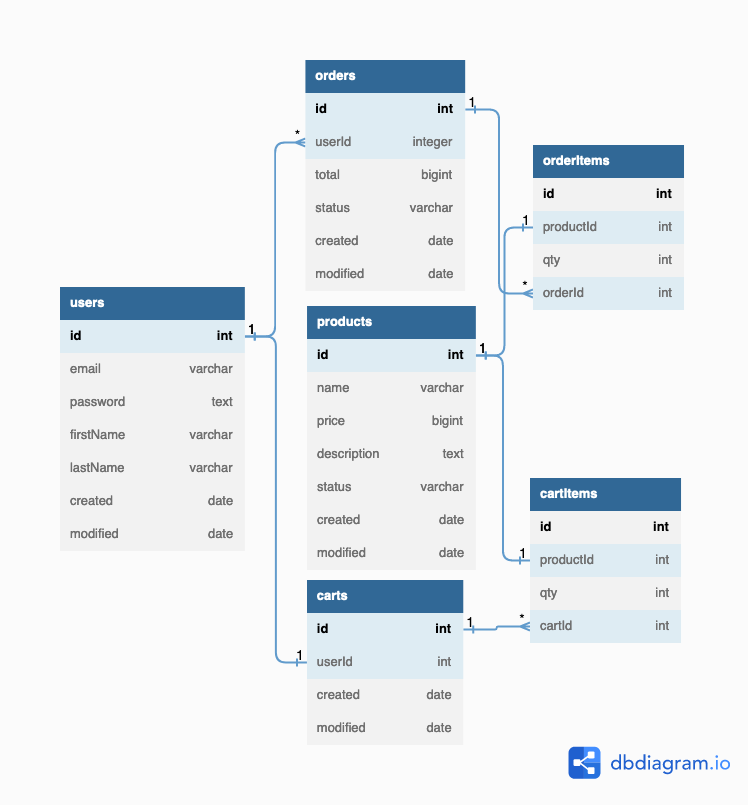 orders
id int
userId integer
total bigint
status varchar
created date
modified date
orderItems
id int
productId int
qty int
orderId int
users
id int
email varchar
password text
firstName varchar
lastName varchar
created date
modified date
products
id int
name varchar
price bigint
description text
status varchar
created date
modified date
cartItems
id int
productId int
qty int
cartId int
carts
id int
userId int
created date
modified date
1
*
1
1
*
1
1
1
1
*
1
dbdiagram.io